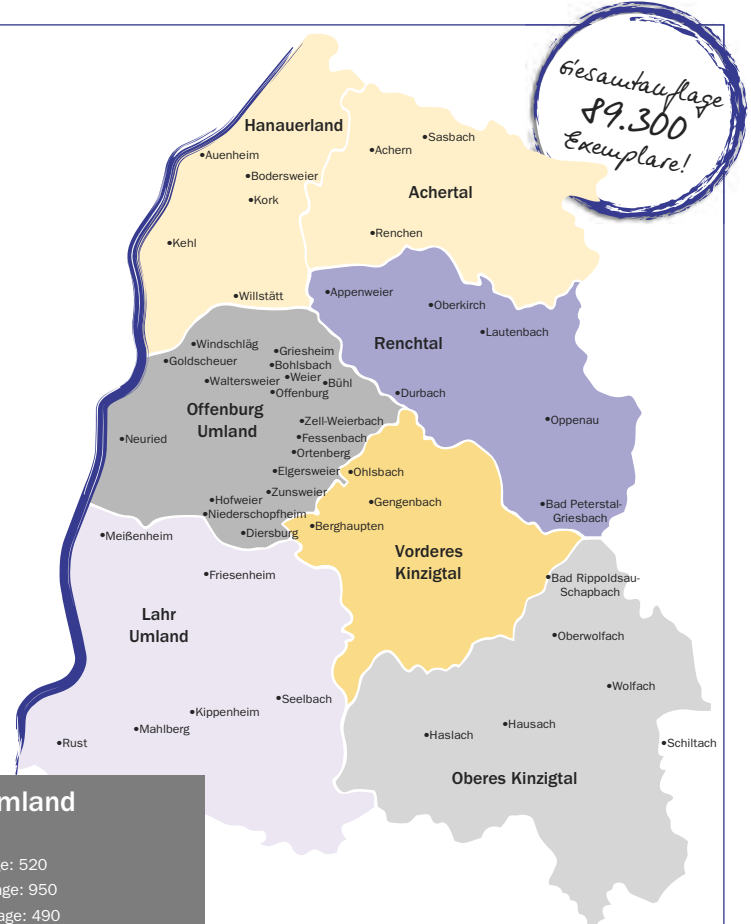 Gesamtauflage
89.300
Exemplare!
Hanauerland
•Sasbach
•Achern
•Auenheim
•Bodersweier
Achertal
•Kork
•Renchen
•Kehl
•Appenweier
•Willstätt
•Oberkirch
•Lautenbach
Renchtal
•Windschläg
•Griesheim
•Goldscheuer
•Bohlsbach
•Weier
•Waltersweier
•Bühl
•Offenburg
•Durbach
Offenburg
Umland
•Zell-Weierbach
•Oppenau
•Neuried
•Fessenbach
•Ortenberg
•Elgersweier
•Ohlsbach
•Zunsweier
•Hofweier
•Gengenbach
•Bad Peterstal-
Griesbach
•Niederschopfheim
•Berghaupten
•Diersburg
•Meißenheim
Vorderes
Kinzigtal
•Friesenheim
•Bad Rippoldsau-
Schapbach
Lahr
Umland
•Oberwolfach
•Wolfach
•Seelbach
•Kippenheim
•Hausach
•Mahlberg
•Haslach
•Rust
•Schiltach
Oberes Kinzigtal
mland
ge: 520
age: 950
lage: 490